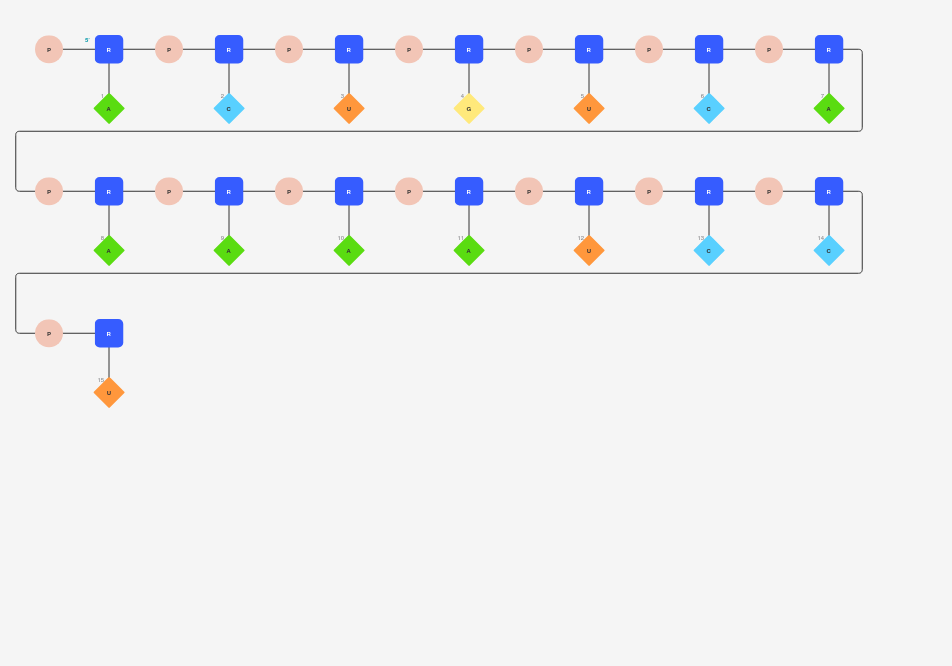 5'
P R P R P R P R P R P R P R
1 2 3 4 5 6 7
A C U G U C A
P R P R P R P R P R P R P R
8 9 10 11 12 13 14
A A A A U C C
P R
15
U